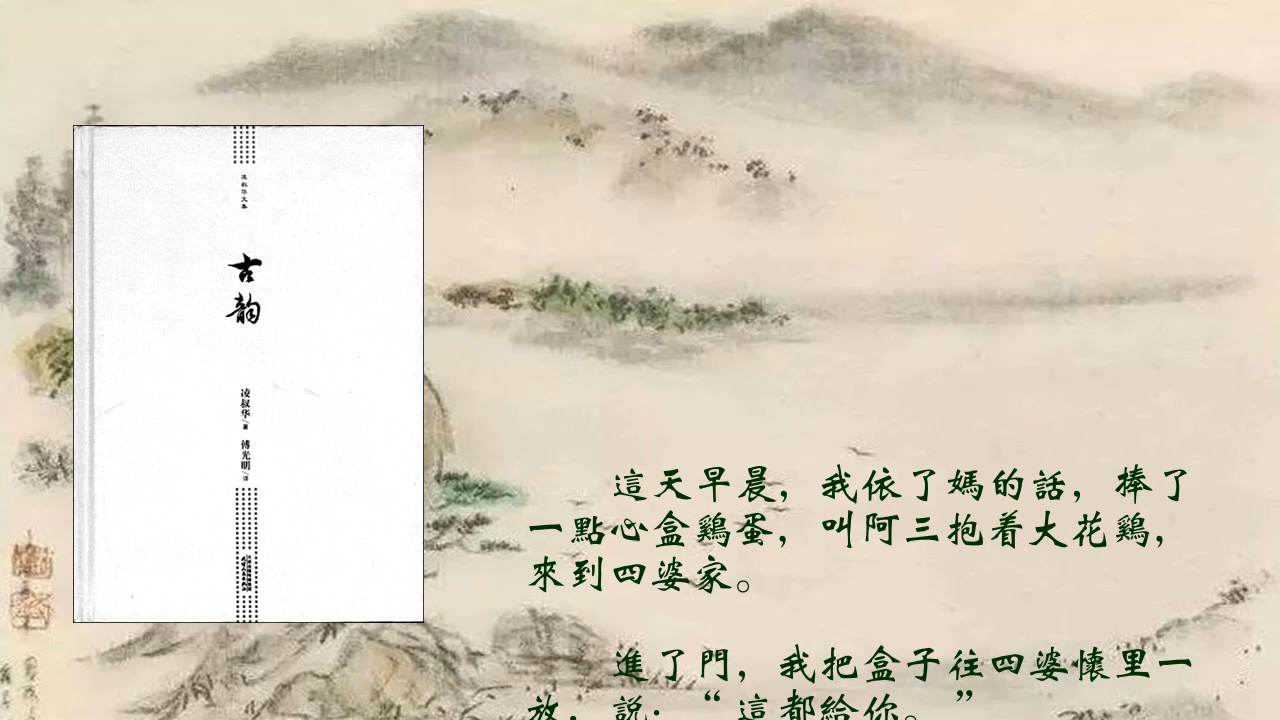 凌叔华文集
古韵
凌叔华/著
傅光明/译
這天早晨，我依了媽的話，捧了
一點心盒鷄蛋，叫阿三抱着大花鷄，
來到四婆家。
進了門，我把盒子往四婆懷里一
放，説：“這都給你。”